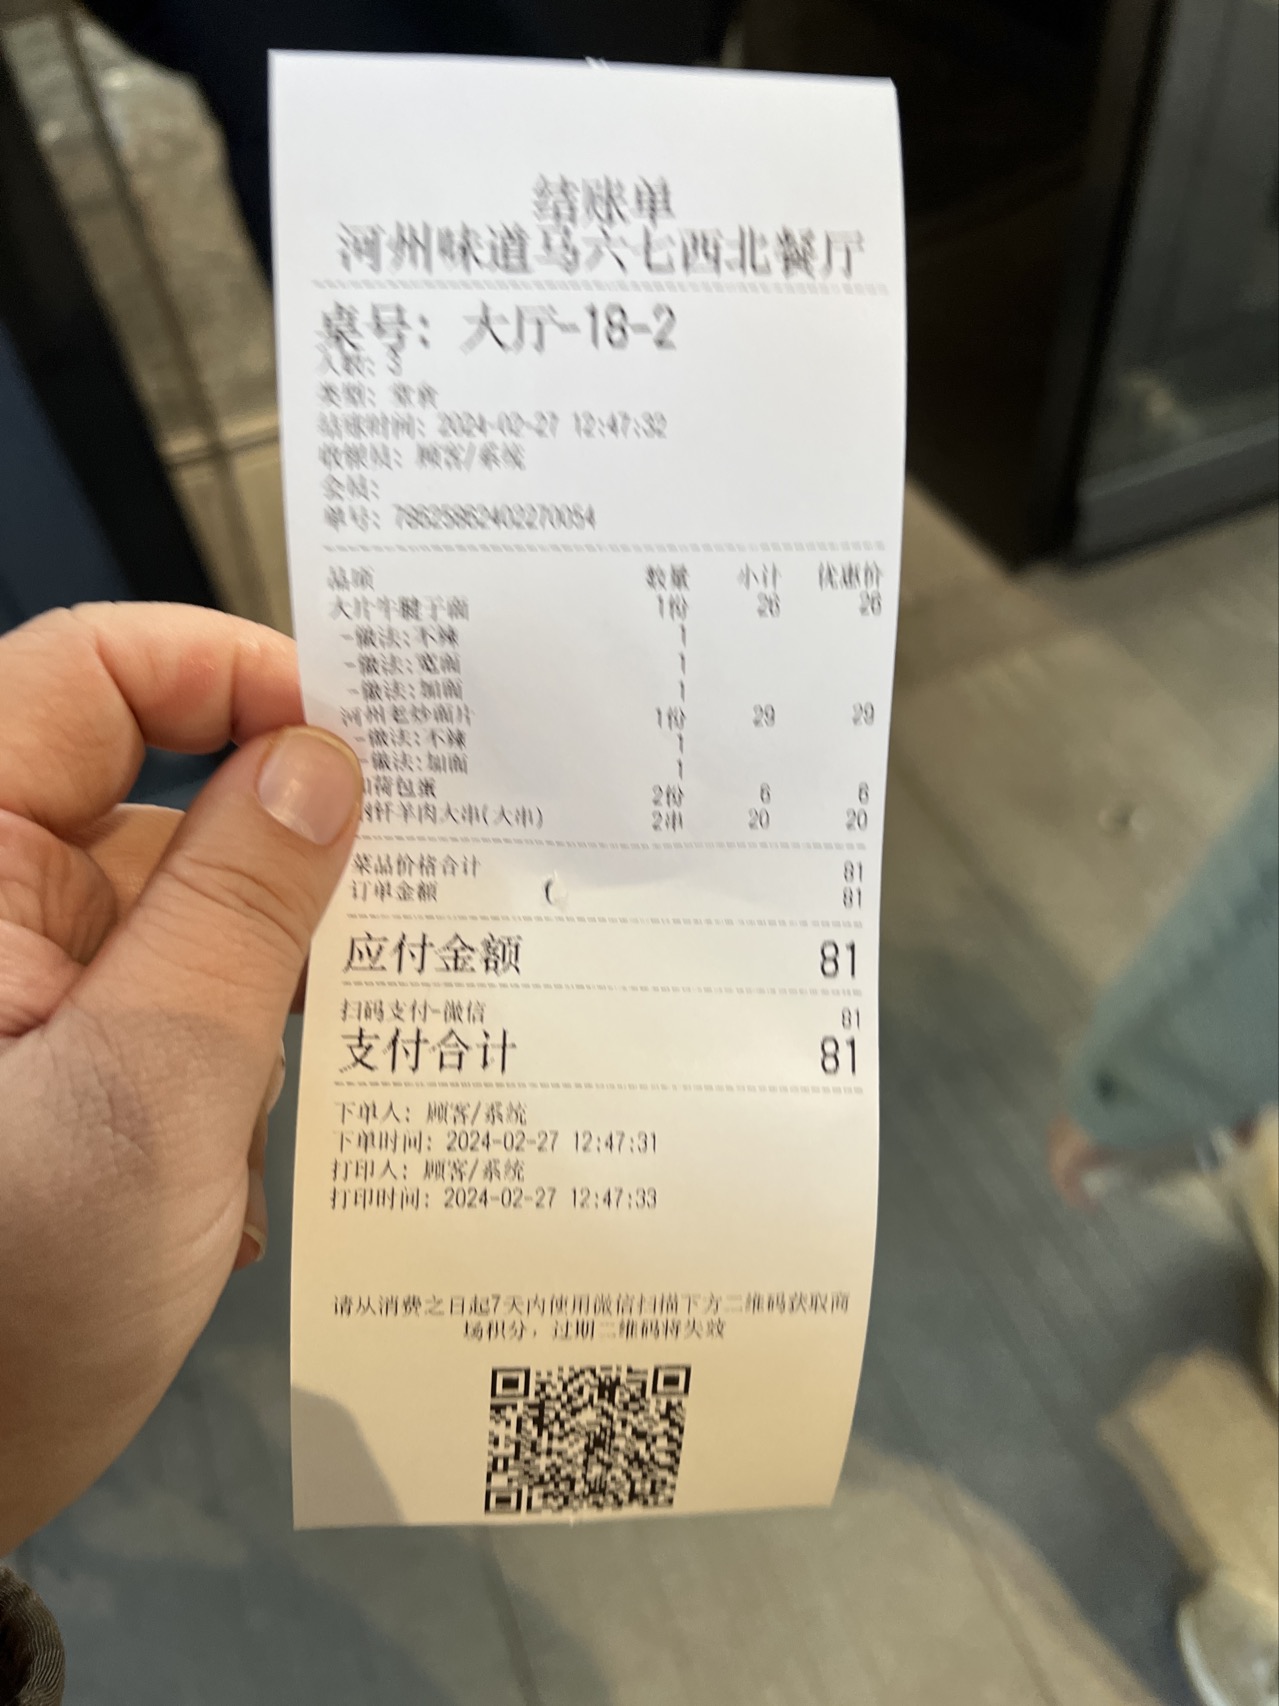 结账单
河州味道马六七西北餐厅
桌号: 大厅-18-2
人数: 3
类型: 堂食
结账时间: 2024-02-27 12:47:32
收银员: 顾客/系统
会员:
单号: 78625862402270054
品项 数量 小计 优惠价
大片牛腱子面 1份 26 26
-做法:不辣 1
-做法:宽面 1
-做法:加面 1
河州老炒面片 1份 29 29
-做法:不辣 1
-做法:加面 1
荷包蛋 2份 6 6
钎羊肉大串(大串) 2串 20 20
菜品价格合计 81
订单金额 81
应付金额 81
扫码支付-微信 81
支付合计 81
下单人: 顾客/系统
下单时间: 2024-02-27 12:47:31
打印人: 顾客/系统
打印时间: 2024-02-27 12:47:33
请从消费之日起7天内使用微信扫描下方二维码获取商
场积分，过期二维码将失效